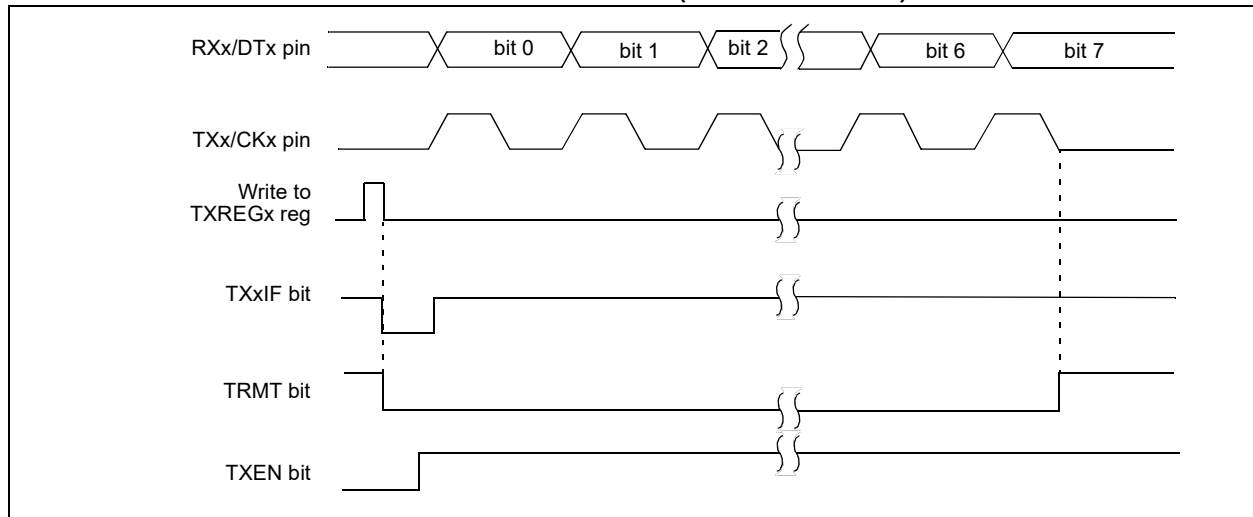 RXx/DTx pin
bit 0
bit 1
bit 2
bit 6
bit 7
TXx/CKx pin
Write to
TXREGx reg
TXxIF bit
TRMT bit
TXEN bit